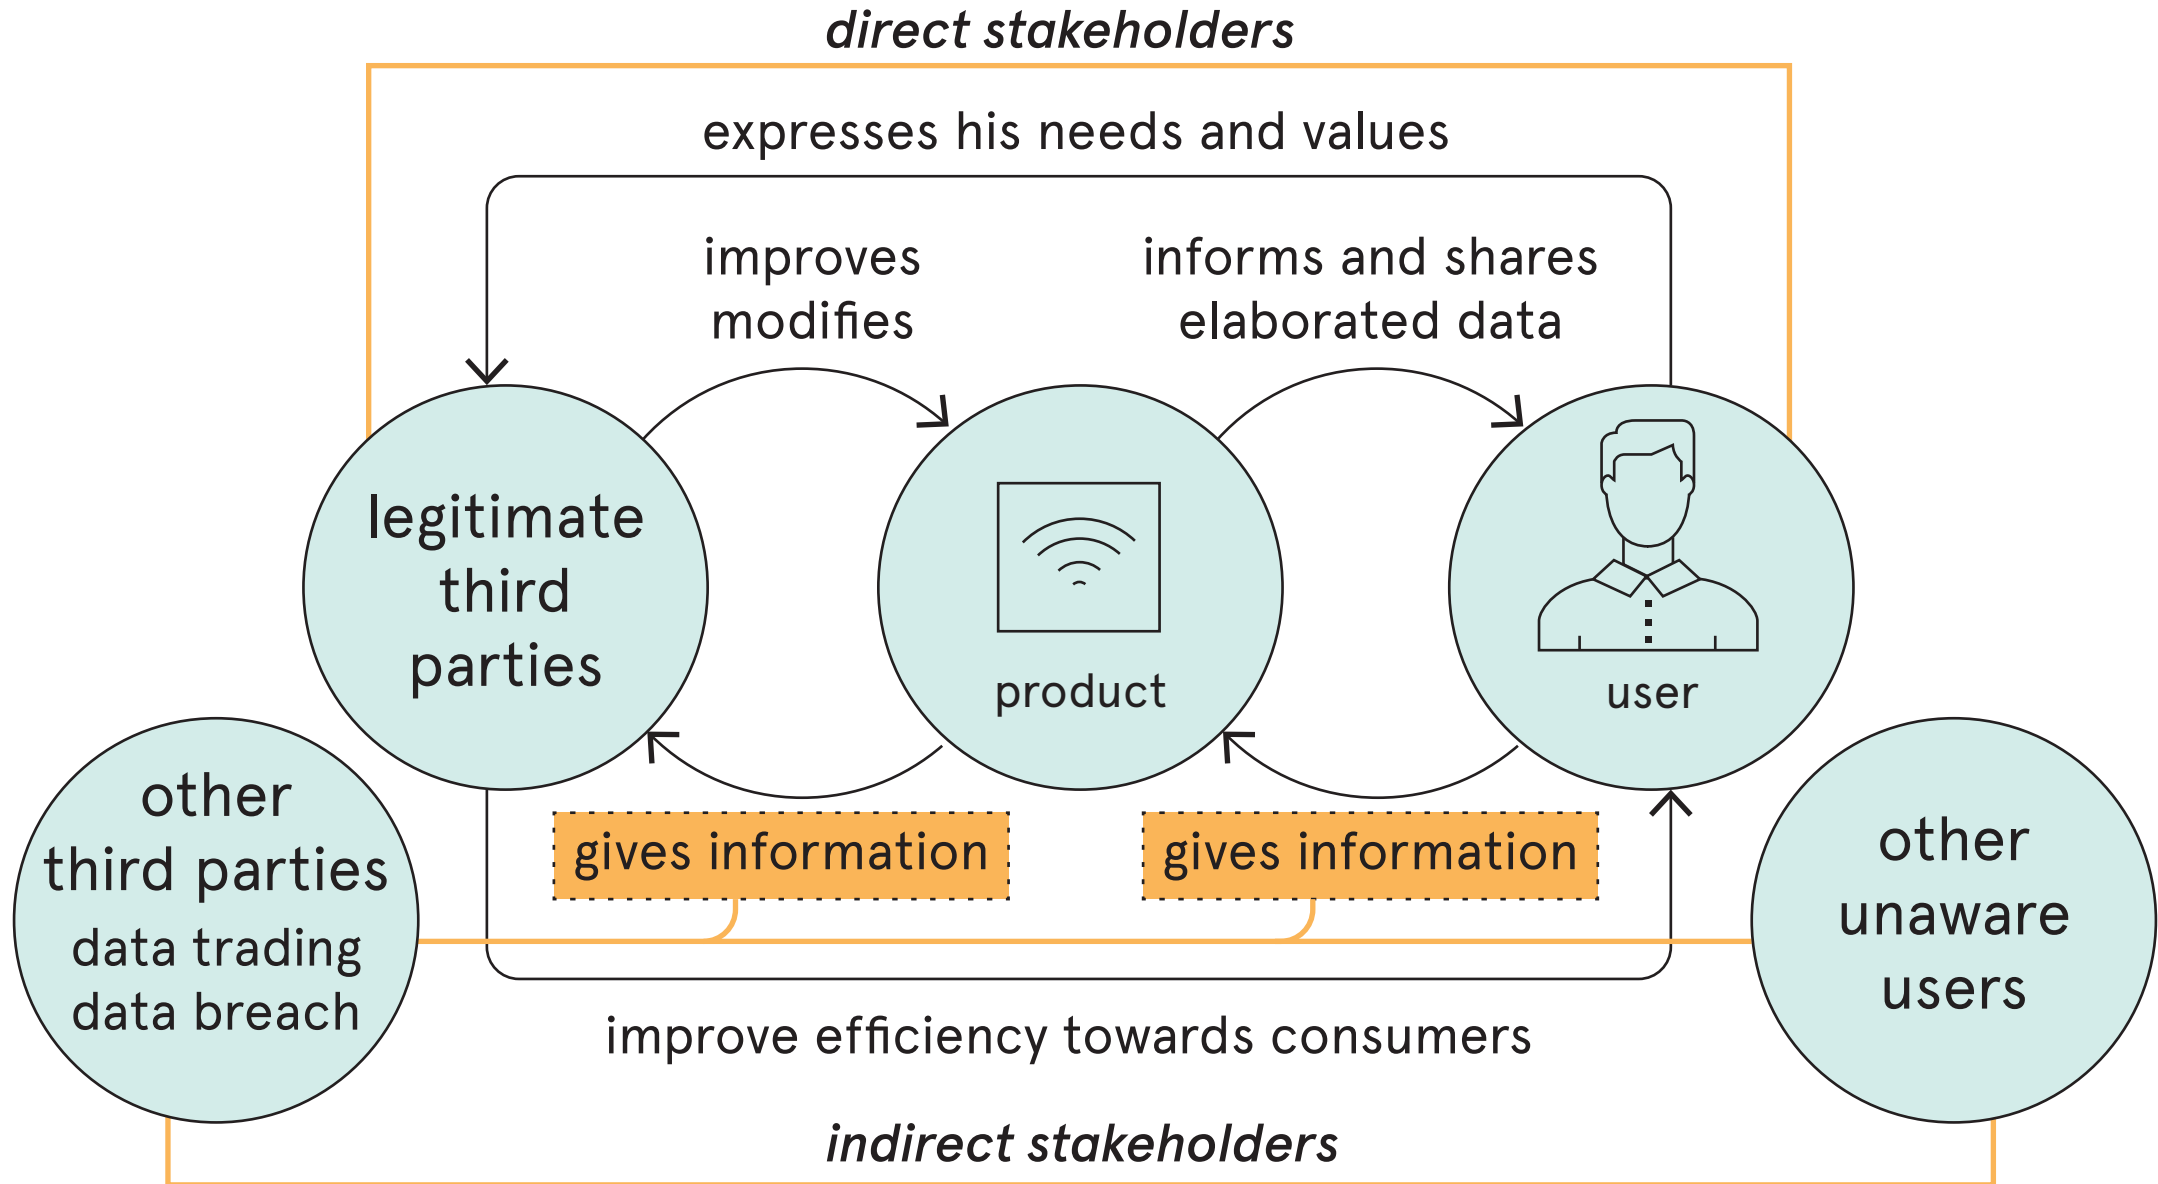 direct stakeholders
expresses his needs and values
improves
modifies
informs and shares
elaborated data
legitimate
third
parties
product
user
other
third parties
data trading
data breach
gives information
gives information
other
unaware
users
improve efficiency towards consumers
indirect stakeholders